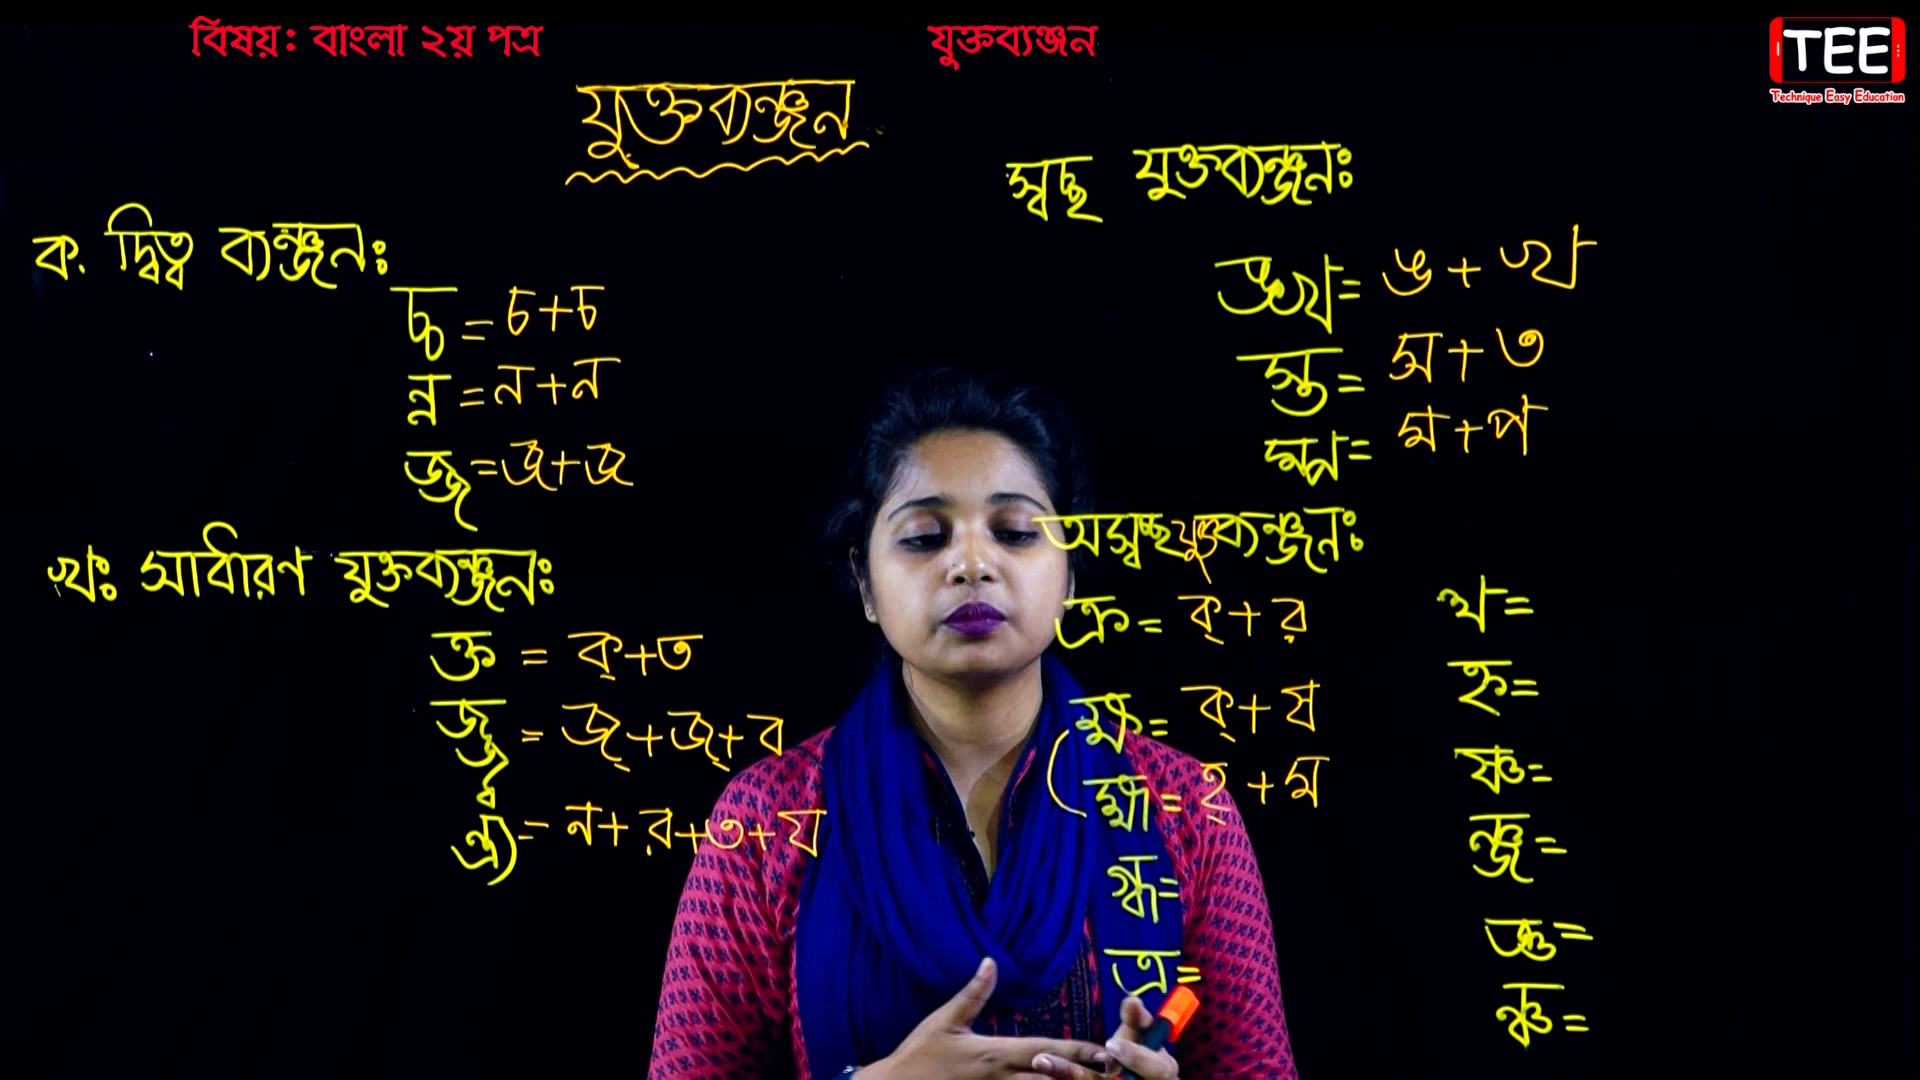 বিষয়: বাংলা ২য় পত্র
যুক্তব্যঞ্জন
TEE
Technique Easy Education
যুক্তব্যঞ্জন
ক. দ্বিত্ব ব্যঞ্জনঃ
চ্চ = চ+চ
ন্ন = ন+ন
জ্জ = জ+জ
খঃ সাধারণ যুক্তব্যঞ্জনঃ
ক্ত = ক্+ত
জ্জ্ব = জ্+জ্+ব
ন্ত্র্য = ন+র+ত+য
স্বচ্ছ যুক্তব্যঞ্জনঃ
ঙখ = ঙ+খ
স্ত = স+ত
ম্প = ম+প
অস্বচ্ছ যুক্তব্যঞ্জনঃ
ক্র = ক্+র
ক্ষ = ক্+ষ
হ্ম = হ্+ম
গ্ধ =
ত্র =
থ =
হ্ন =
ষ্ণ =
ঞ্জ =
জ্ঞ =
ঞ্চ =